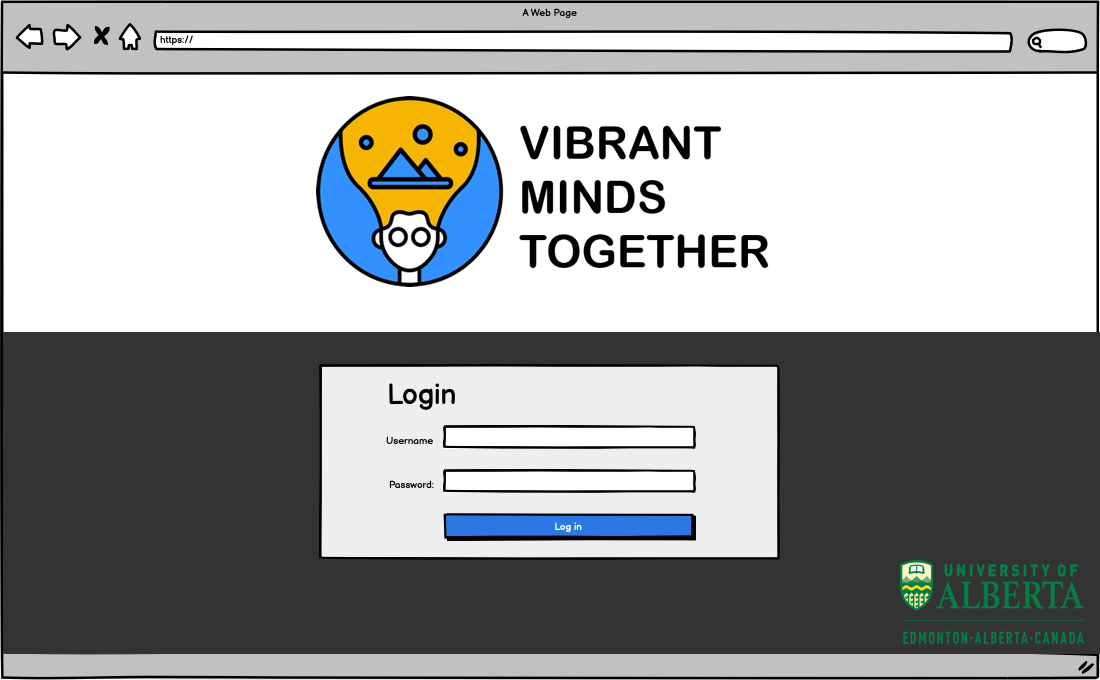 A Web Page
https://
VIBRANT
MINDS
TOGETHER
Login
Username
Password:
Log in
UNIVERSITY OF
ALBERTA
EDMONTON·ALBERTA·CANADA